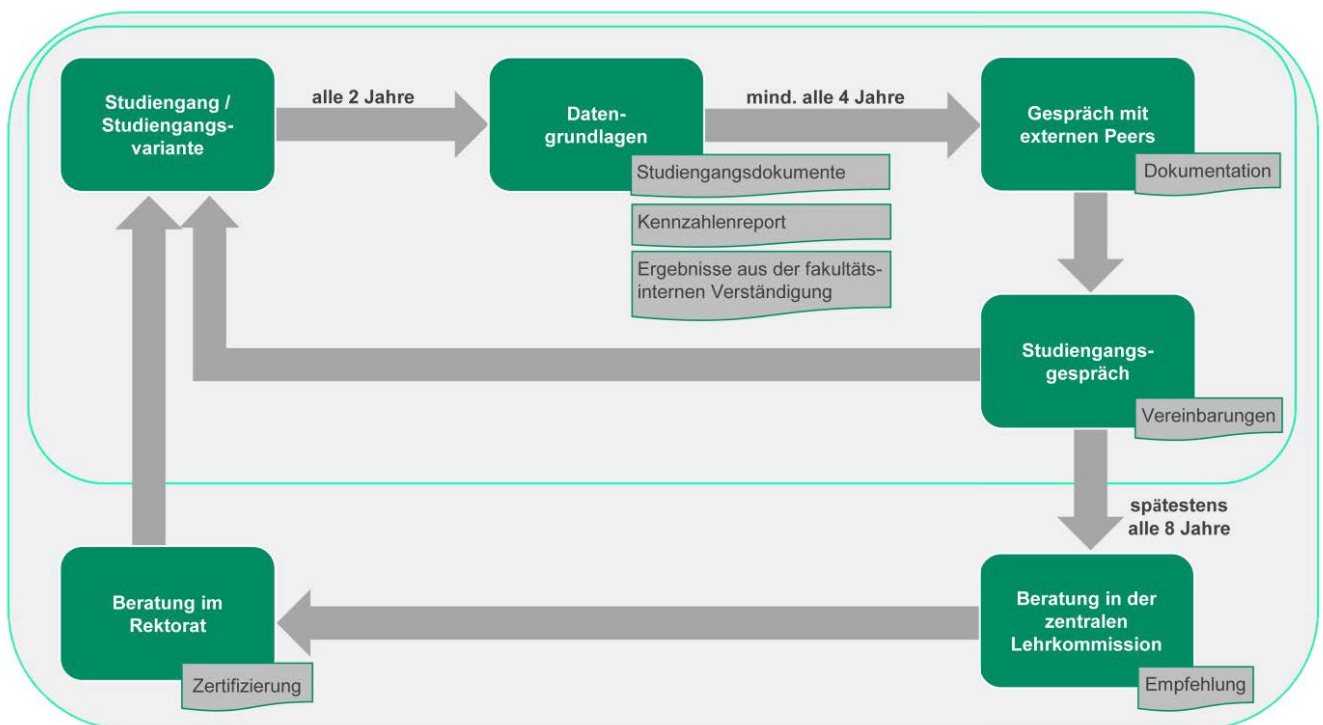 Studiengang /
Studiengangs-
variante
alle 2 Jahre
Daten-
grundlagen
Studiengangsdokumente
Kennzahlenreport
Ergebnisse aus der fakultäts-
internen Verständigung
mind. alle 4 Jahre
Gespräch mit
externen Peers
Dokumentation
Studiengangs-
gespräch
Vereinbarungen
spätestens
alle 8 Jahre
Beratung in der
zentralen
Lehrkommission
Empfehlung
Beratung im
Rektorat
Zertifizierung